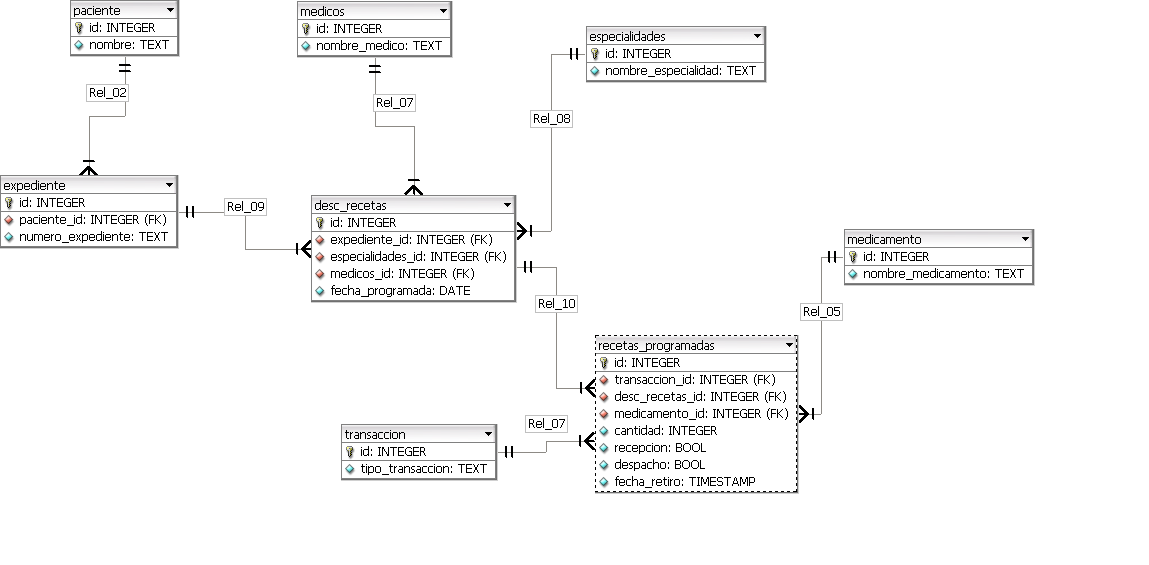 paciente
id: INTEGER
nombre: TEXT
medicos
id: INTEGER
nombre_medico: TEXT
especialidades
id: INTEGER
nombre_especialidad: TEXT
Rel_02
Rel_07
Rel_08
expediente
id: INTEGER
paciente_id: INTEGER (FK)
numero_expediente: TEXT
Rel_09
desc_recetas
id: INTEGER
expediente_id: INTEGER (FK)
especialidades_id: INTEGER (FK)
medicos_id: INTEGER (FK)
fecha_programada: DATE
medicamento
id: INTEGER
nombre_medicamento: TEXT
Rel_10
Rel_05
recetas_programadas
id: INTEGER
transaccion_id: INTEGER (FK)
desc_recetas_id: INTEGER (FK)
medicamento_id: INTEGER (FK)
cantidad: INTEGER
recepcion: BOOL
despacho: BOOL
fecha_retiro: TIMESTAMP
Rel_07
transaccion
id: INTEGER
tipo_transaccion: TEXT